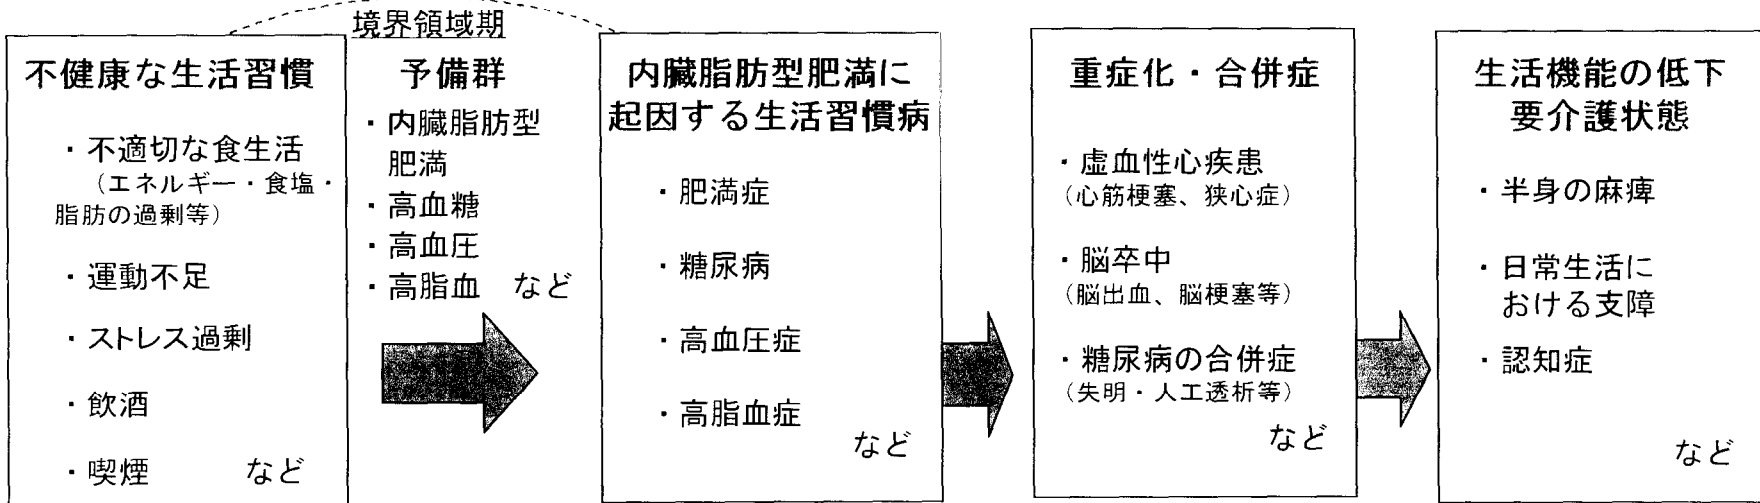 不健康な生活習慣
・不適切な食生活
（エネルギー・食塩・
脂肪の過剰等）
・運動不足
・ストレス過剰
・飲酒
・喫煙　など
境界領域期
予備群
・内臓脂肪型
肥満
・高血糖
・高血圧
・高脂血　など
内臓脂肪型肥満に
起因する生活習慣病
・肥満症
・糖尿病
・高血圧症
・高脂血症
など
重症化・合併症
・虚血性心疾患
（心筋梗塞、狭心症）
・脳卒中
（脳出血、脳梗塞等）
・糖尿病の合併症
（失明・人工透析等）
など
生活機能の低下
要介護状態
・半身の麻痺
・日常生活に
おける支障
・認知症
など